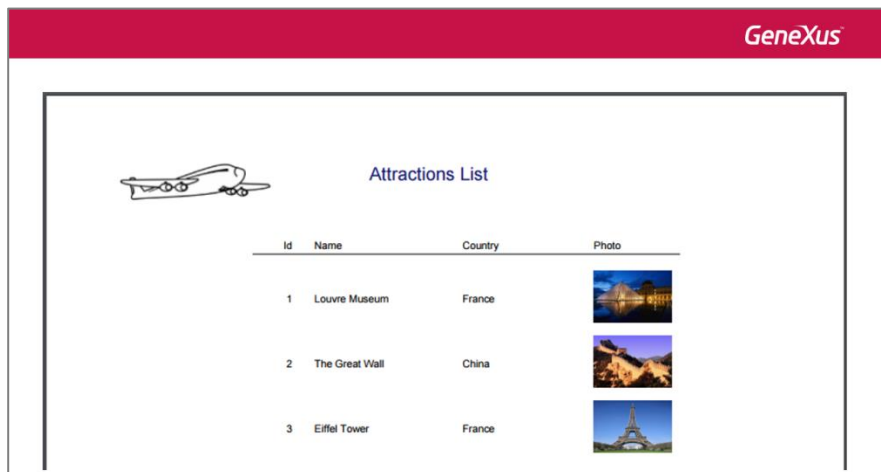 GeneXus™
Attractions List
Id Name Country Photo
1 Louvre Museum France
2 The Great Wall China
3 Eiffel Tower France